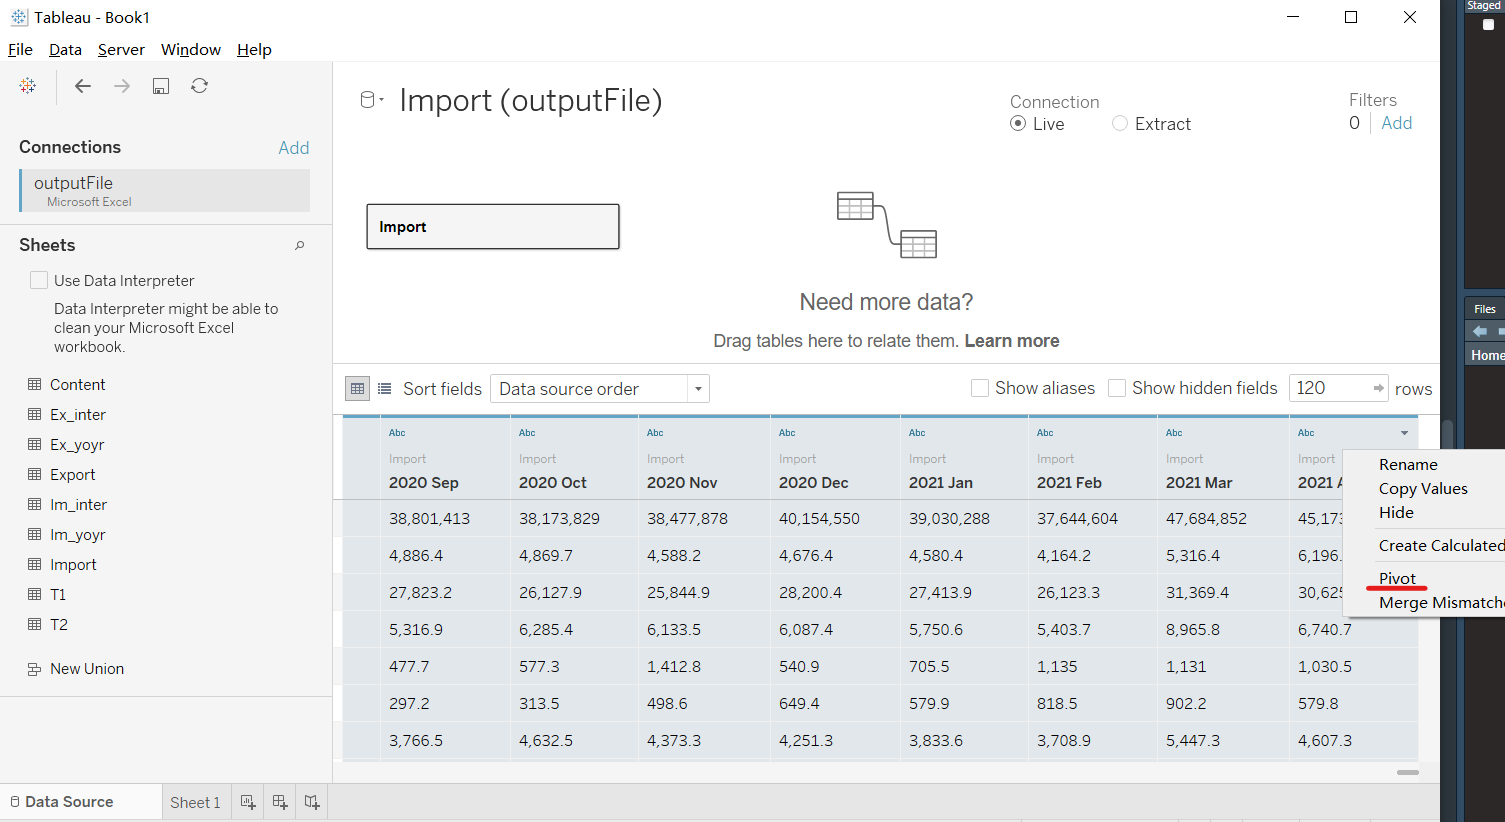 Tableau - Book1
File Data Server Window Help
Connections Add
outputFile
Microsoft Excel
Sheets
Use Data Interpreter
Data Interpreter might be able to
clean your Microsoft Excel
workbook.
Content
Ex_inter
Ex_yoyr
Export
Im_inter
Im_yoyr
Import
T1
T2
New Union
Import (outputFile)
Connection
Live Extract
Filters
0 Add
Import
Need more data?
Drag tables here to relate them. Learn more
Sort fields Data source order Show aliases Show hidden fields 120 rows
Abc Abc Abc Abc Abc Abc Abc Abc
Import Import Import Import Import Import Import Import
2020 Sep 2020 Oct 2020 Nov 2020 Dec 2021 Jan 2021 Feb 2021 Mar 2021 A
38,801,413 38,173,829 38,477,878 40,154,550 39,030,288 37,644,604 47,684,852 45,173
4,886.4 4,869.7 4,588.2 4,676.4 4,580.4 4,164.2 5,316.4 6,196.
27,823.2 26,127.9 25,844.9 28,200.4 27,413.9 26,123.3 31,369.4 30,625
5,316.9 6,285.4 6,133.5 6,087.4 5,750.6 5,403.7 8,965.8 6,740.7
477.7 577.3 1,412.8 540.9 705.5 1,135 1,131 1,030.5
297.2 313.5 498.6 649.4 579.9 818.5 902.2 579.8
3,766.5 4,632.5 4,373.3 4,251.3 3,833.6 3,708.9 5,447.3 4,607.3
Rename
Copy Values
Hide
Create Calculated
Pivot
Merge Mismatche
Data Source Sheet 1
Staged
Files
Home